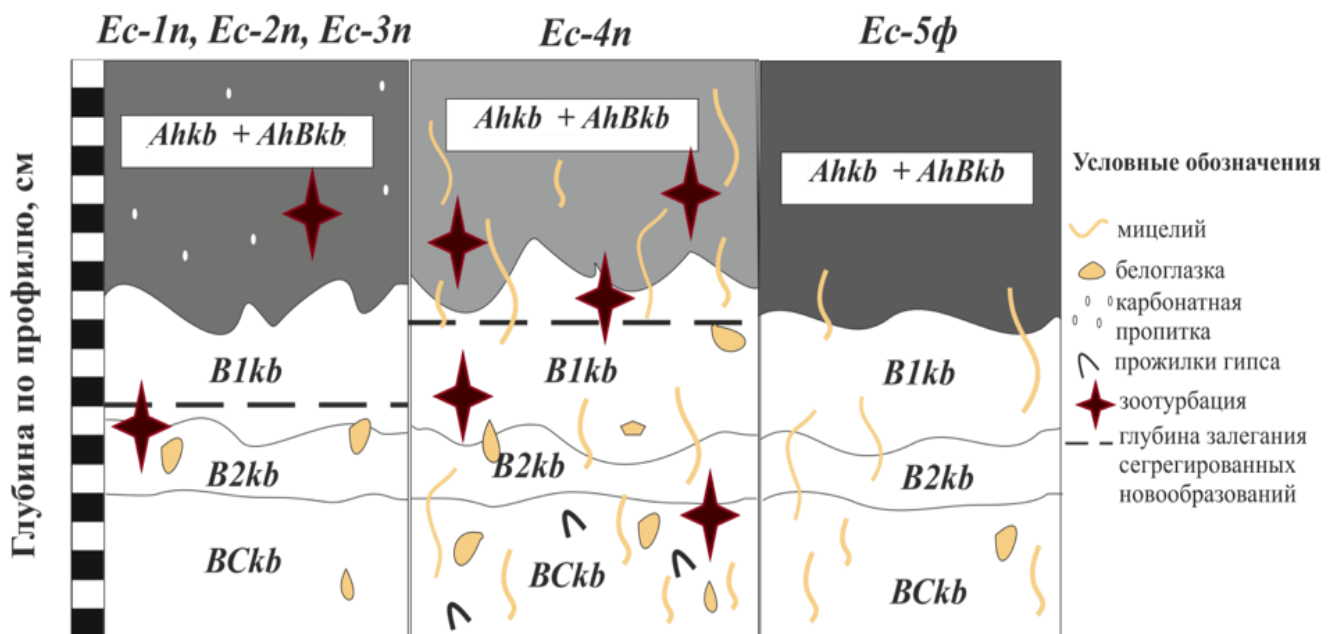 Ес-1п, Ес-2п, Ес-3п
Ес-4п
Ес-5ф
Глубина по профилю, см
Ahkb + AhBkb
Ahkb + AhBkb
Ahkb + AhBkb
B1kb
B1kb
B1kb
B2kb
B2kb
B2kb
BCkb
BCkb
BCkb
Условные обозначения
мицелий
белоглазка
карбонатная
пропитка
прожилки гипса
зоотурбация
глубина залегания
сегрегированных
новообразований